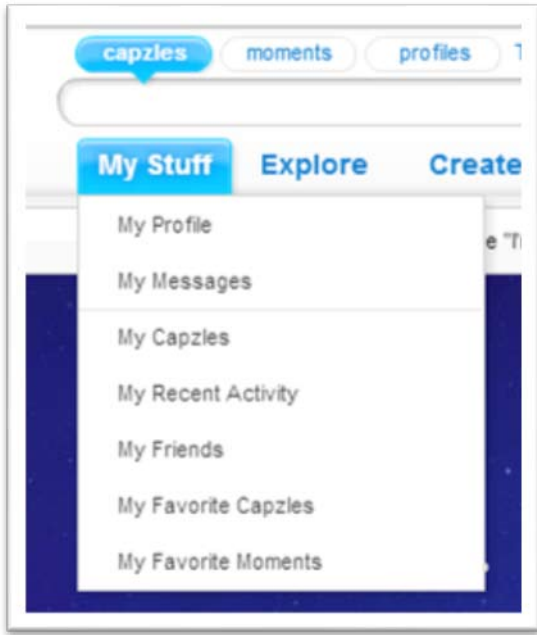 capzles moments profiles T
My Stuff Explore Create
My Profile
e "I'
My Messages
My Capzles
My Recent Activity
My Friends
My Favorite Capzles
My Favorite Moments